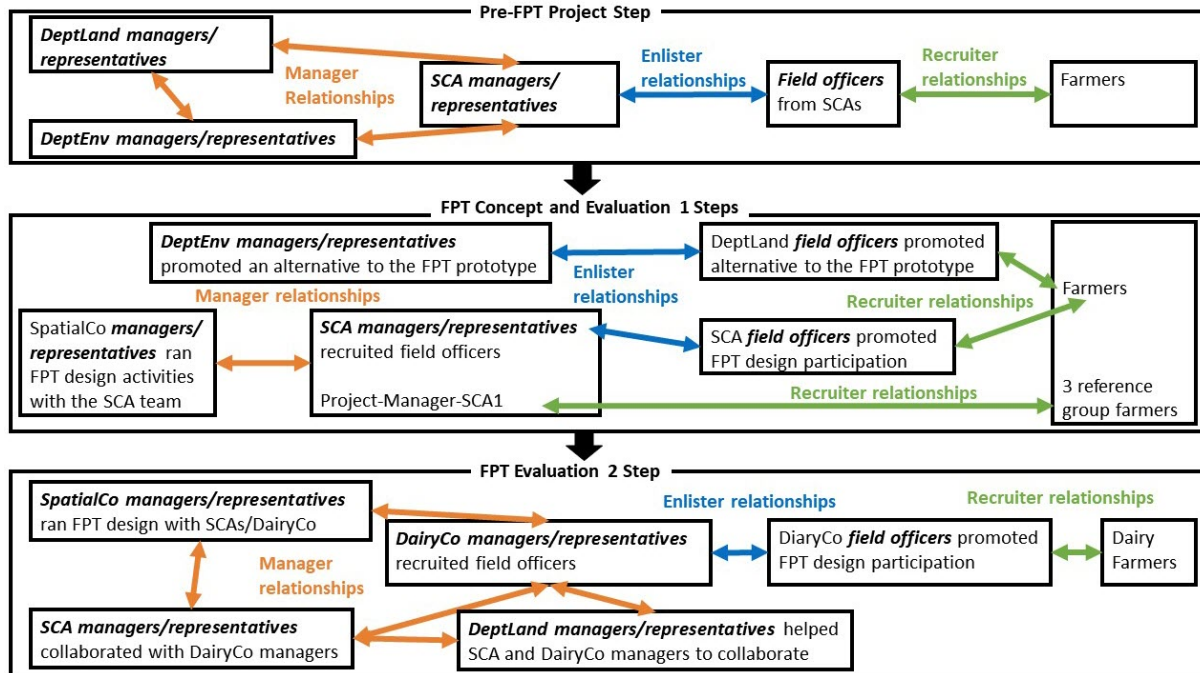 Pre-FPT Project Step
DeptLand managers/
representatives
Manager
Relationships
DeptEnv managers/representatives
SCA managers/
representatives
Enlister
relationships
Field officers
from SCAs
Recruiter
relationships
Farmers
FPT Concept and Evaluation 1 Steps
DeptEnv managers/representatives
promoted an alternative to the FPT prototype
Enlister
relationships
DeptLand field officers promoted
alternative to the FPT prototype
Manager relationships
Recruiter relationships
Farmers
SpatialCo managers/
representatives ran
FPT design activities
with the SCA team
SCA managers/representatives
recruited field officers
Project-Manager-SCA1
SCA field officers promoted
FPT design participation
Recruiter relationships
3 reference
group farmers
FPT Evaluation 2 Step
SpatialCo managers/representatives
ran FPT design with SCAs/DairyCo
Manager
relationships
DairyCo managers/representatives
recruited field officers
Enlister relationships
DiaryCo field officers promoted
FPT design participation
Recruiter relationships
Dairy
Farmers
SCA managers/representatives
collaborated with DairyCo managers
DeptLand managers/representatives helped
SCA and DairyCo managers to collaborate